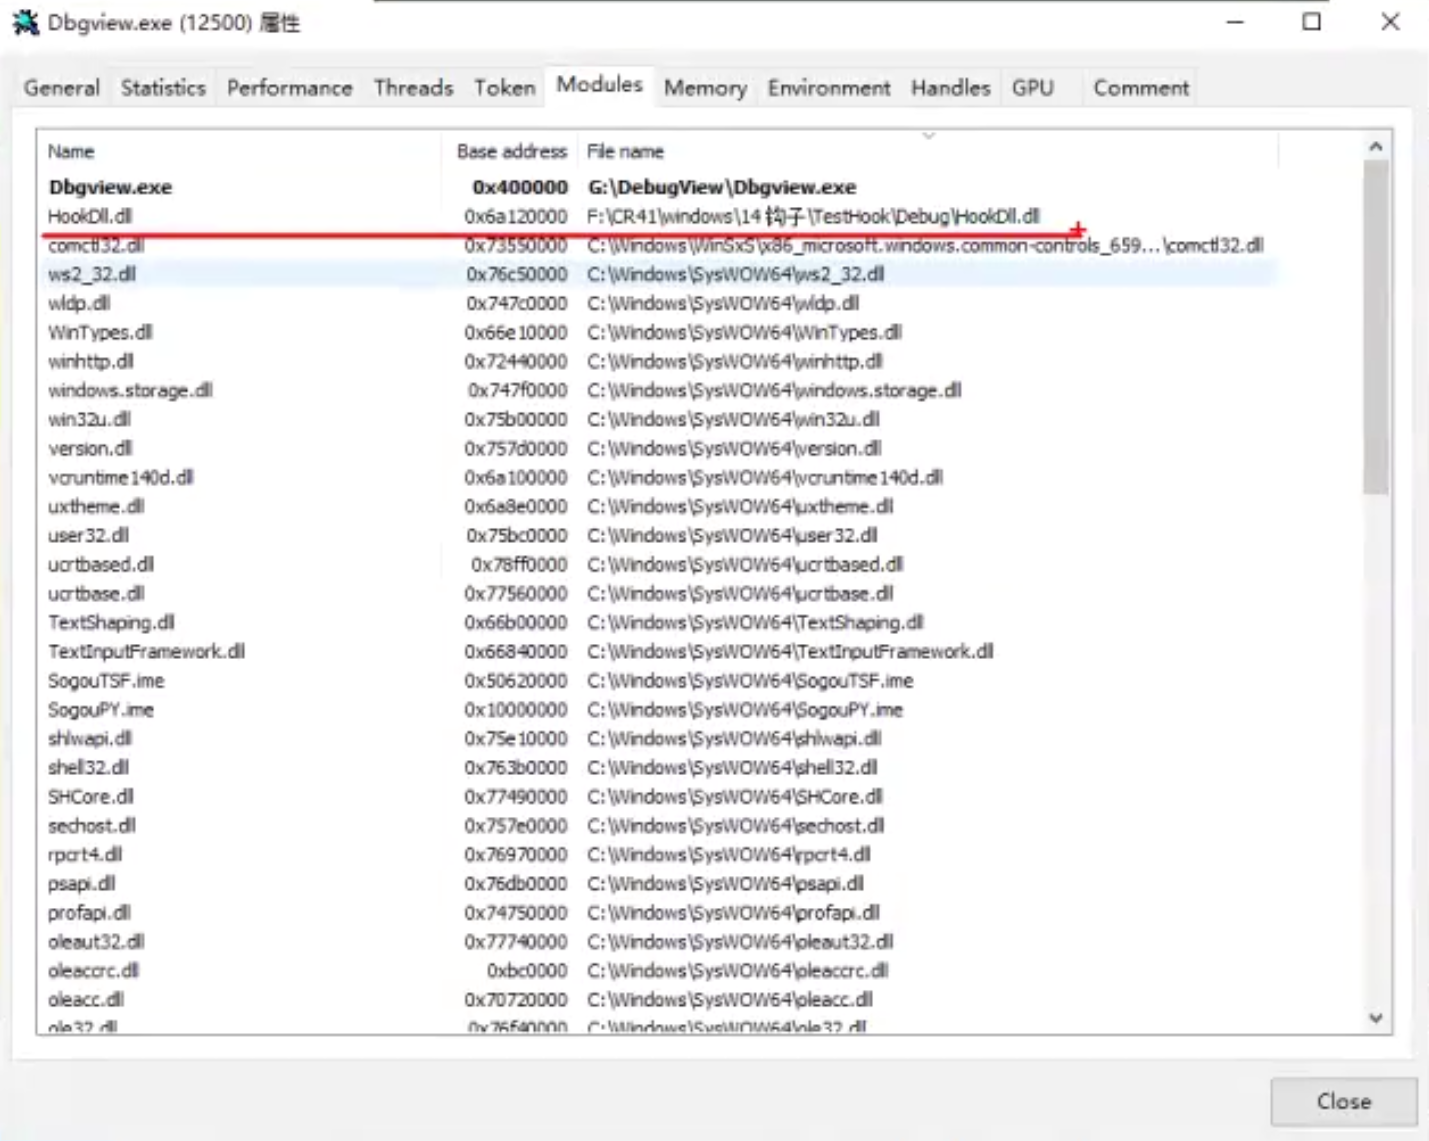 Dbgview.exe (12500) 属性
General Statistics Performance Threads Token Modules Memory Environment Handles GPU Comment
Name Base address File name
Dbgview.exe 0x400000 G:\DebugView\Dbgview.exe
HookDll.dll 0x6a120000 F:\CR41\windows\14 钩子\TestHook\Debug\HookDll.dll
comctl32.dll 0x73550000 C:\Windows\WinSxS\x86_microsoft.windows.common-controls_659...\comctl32.dll
ws2_32.dll 0x76c50000 C:\Windows\SysWOW64\ws2_32.dll
wldp.dll 0x747c0000 C:\Windows\SysWOW64\wldp.dll
WinTypes.dll 0x66e10000 C:\Windows\SysWOW64\WinTypes.dll
winhttp.dll 0x72440000 C:\Windows\SysWOW64\winhttp.dll
windows.storage.dll 0x747f0000 C:\Windows\SysWOW64\windows.storage.dll
win32u.dll 0x75b00000 C:\Windows\SysWOW64\win32u.dll
version.dll 0x757d0000 C:\Windows\SysWOW64\version.dll
vcruntime140d.dll 0x6a100000 C:\Windows\SysWOW64\vcruntime140d.dll
uxtheme.dll 0x6a8e0000 C:\Windows\SysWOW64\uxtheme.dll
user32.dll 0x75bc0000 C:\Windows\SysWOW64\user32.dll
ucrtbased.dll 0x78ff0000 C:\Windows\SysWOW64\ucrtbased.dll
ucrtbase.dll 0x77560000 C:\Windows\SysWOW64\ucrtbase.dll
TextShaping.dll 0x66b00000 C:\Windows\SysWOW64\TextShaping.dll
TextInputFramework.dll 0x66840000 C:\Windows\SysWOW64\TextInputFramework.dll
SogouTSF.ime 0x50620000 C:\Windows\SysWOW64\SogouTSF.ime
SogouPY.ime 0x10000000 C:\Windows\SysWOW64\SogouPY.ime
shlwapi.dll 0x75e10000 C:\Windows\SysWOW64\shlwapi.dll
shell32.dll 0x763b0000 C:\Windows\SysWOW64\shell32.dll
SHCore.dll 0x77490000 C:\Windows\SysWOW64\SHCore.dll
sechost.dll 0x757e0000 C:\Windows\SysWOW64\sechost.dll
rpcrt4.dll 0x76970000 C:\Windows\SysWOW64\rpcrt4.dll
psapi.dll 0x76db0000 C:\Windows\SysWOW64\psapi.dll
profapi.dll 0x74750000 C:\Windows\SysWOW64\profapi.dll
oleaut32.dll 0x77740000 C:\Windows\SysWOW64\oleaut32.dll
oleaccrc.dll 0xbc0000 C:\Windows\SysWOW64\oleaccrc.dll
oleacc.dll 0x70720000 C:\Windows\SysWOW64\oleacc.dll
ole32.dll 0x76f40000 C:\Windows\SysWOW64\ole32.dll
Close